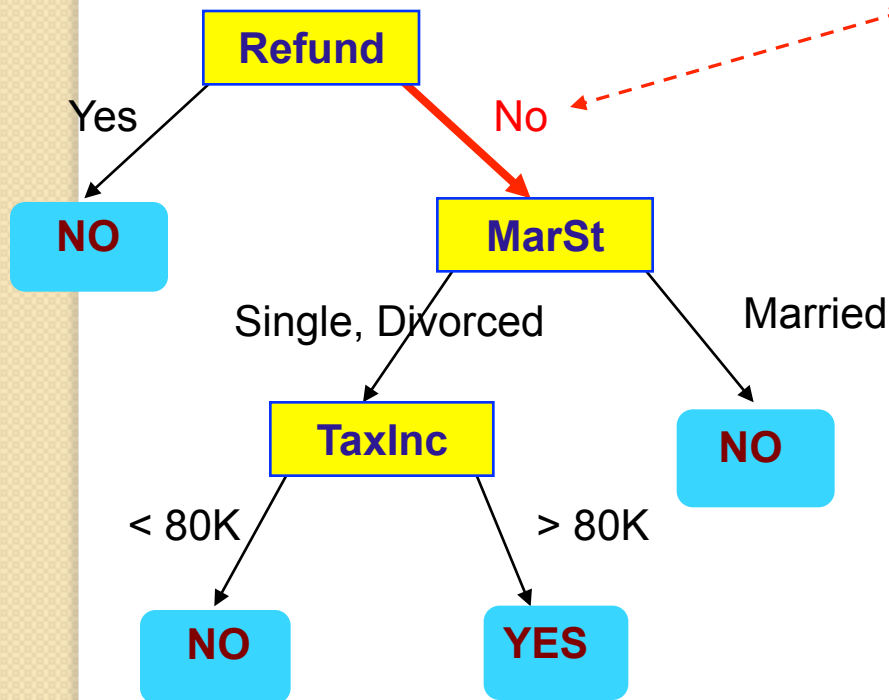 Refund
Yes
No
NO
MarSt
Single, Divorced
Married
TaxInc
NO
< 80K
> 80K
NO
YES